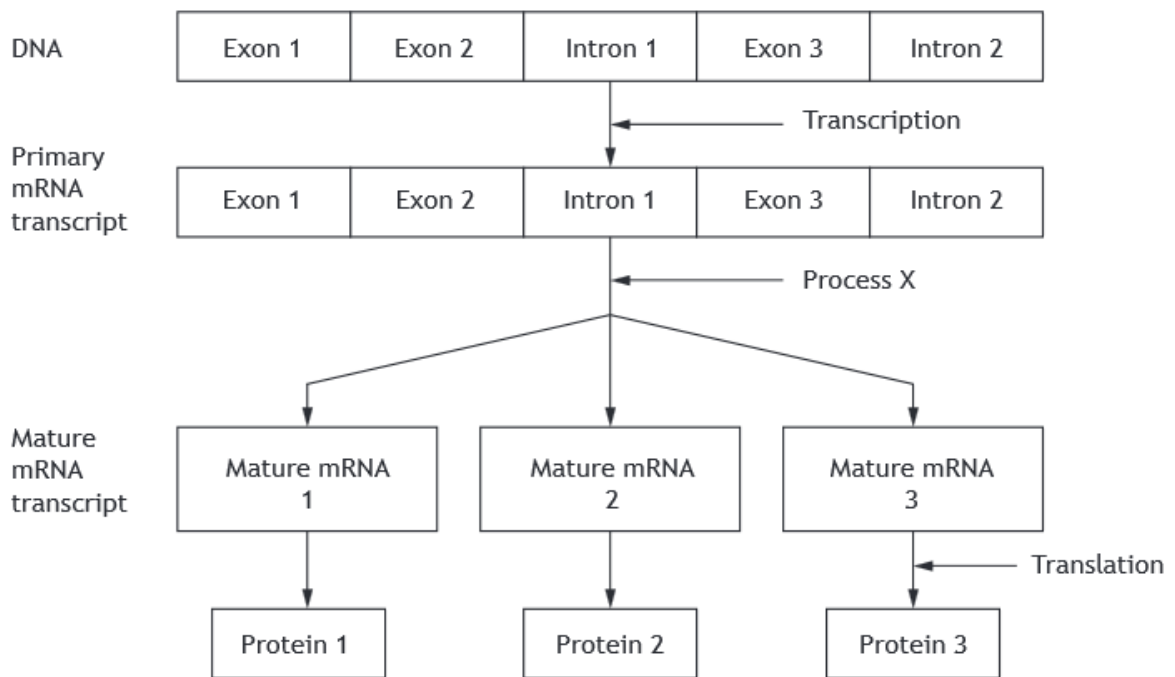 DNA
Exon 1
Exon 2
Intron 1
Exon 3
Intron 2
Transcription
Primary
mRNA
transcript
Exon 1
Exon 2
Intron 1
Exon 3
Intron 2
Process X
Mature
mRNA
transcript
Mature mRNA
1
Mature mRNA
2
Mature mRNA
3
Translation
Protein 1
Protein 2
Protein 3